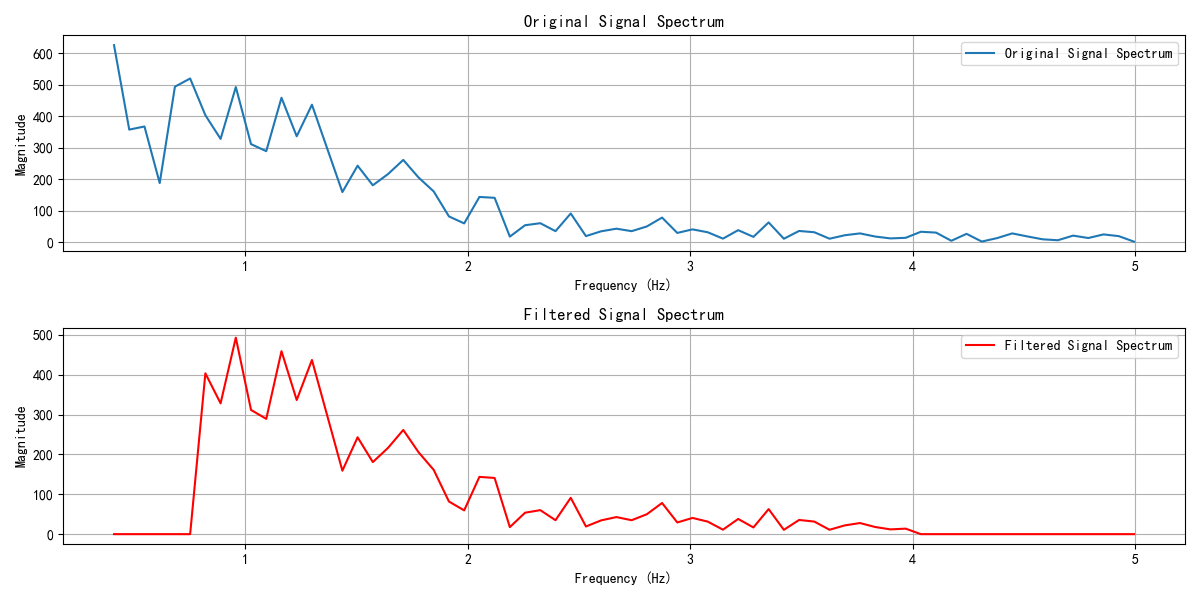 Original Signal Spectrum
Original Signal Spectrum
Magnitude
600
500
400
300
200
100
0
1 2 3 4 5
Frequency (Hz)
Filtered Signal Spectrum
Filtered Signal Spectrum
Magnitude
500
400
300
200
100
0
1 2 3 4 5
Frequency (Hz)